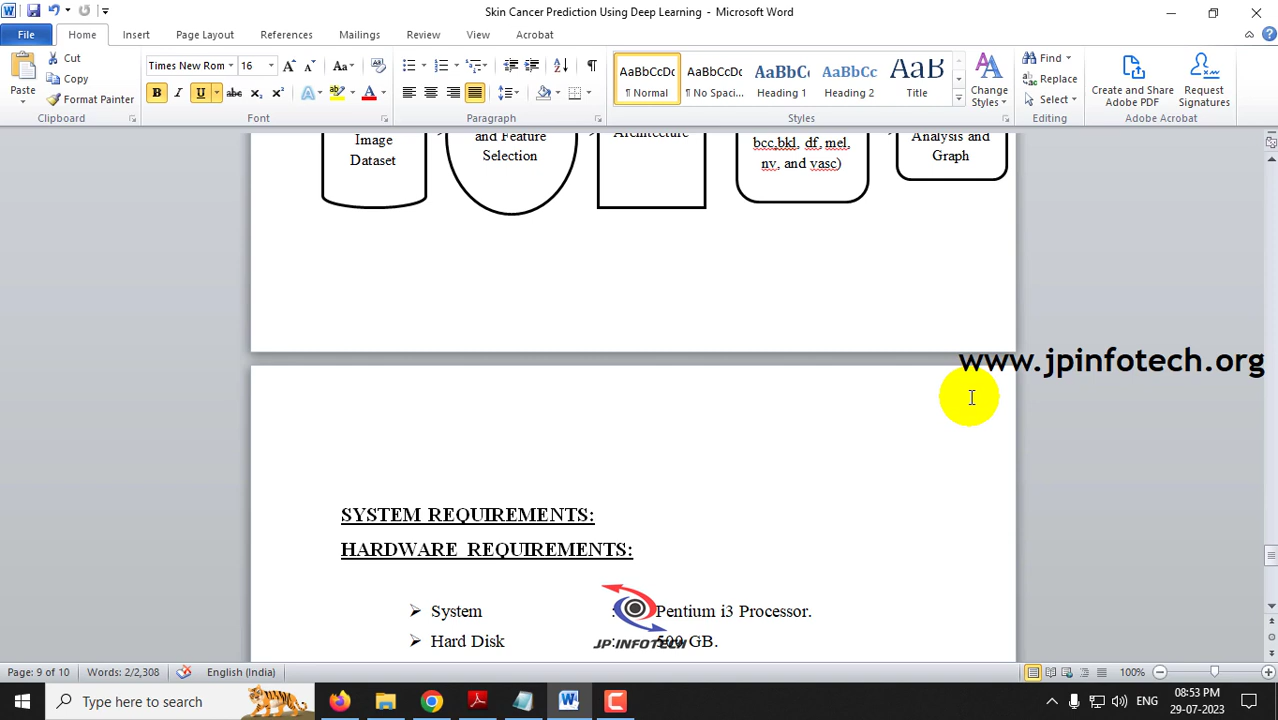 Skin Cancer Prediction Using Deep Learning - Microsoft Word
File Home Insert Page Layout References Mailings Review View Acrobat
Paste
Cut
Copy
Format Painter
Clipboard
Times New Rom 16
Font
Paragraph
AaBbCcDc AaBbCcDc AaBbCc AaBbCc AaB
¶ Normal ¶ No Spaci... Heading 1 Heading 2 Title
Change Styles
Styles
Find
Replace
Select
Editing
Create and Share Adobe PDF
Request Signatures
Adobe Acrobat
Image
Dataset
and Feature
Selection
Architecture
bcc,bkl, df, mel,
nv, and vasc)
Analysis and
Graph
www.jpinfotech.org
SYSTEM REQUIREMENTS:
HARDWARE REQUIREMENTS:
System : Pentium i3 Processor.
Hard Disk : 500 GB.
JP INFOTECH
Page: 9 of 10 Words: 2/2,308 English (India) 100%
Type here to search
ENG
08:53 PM
29-07-2023